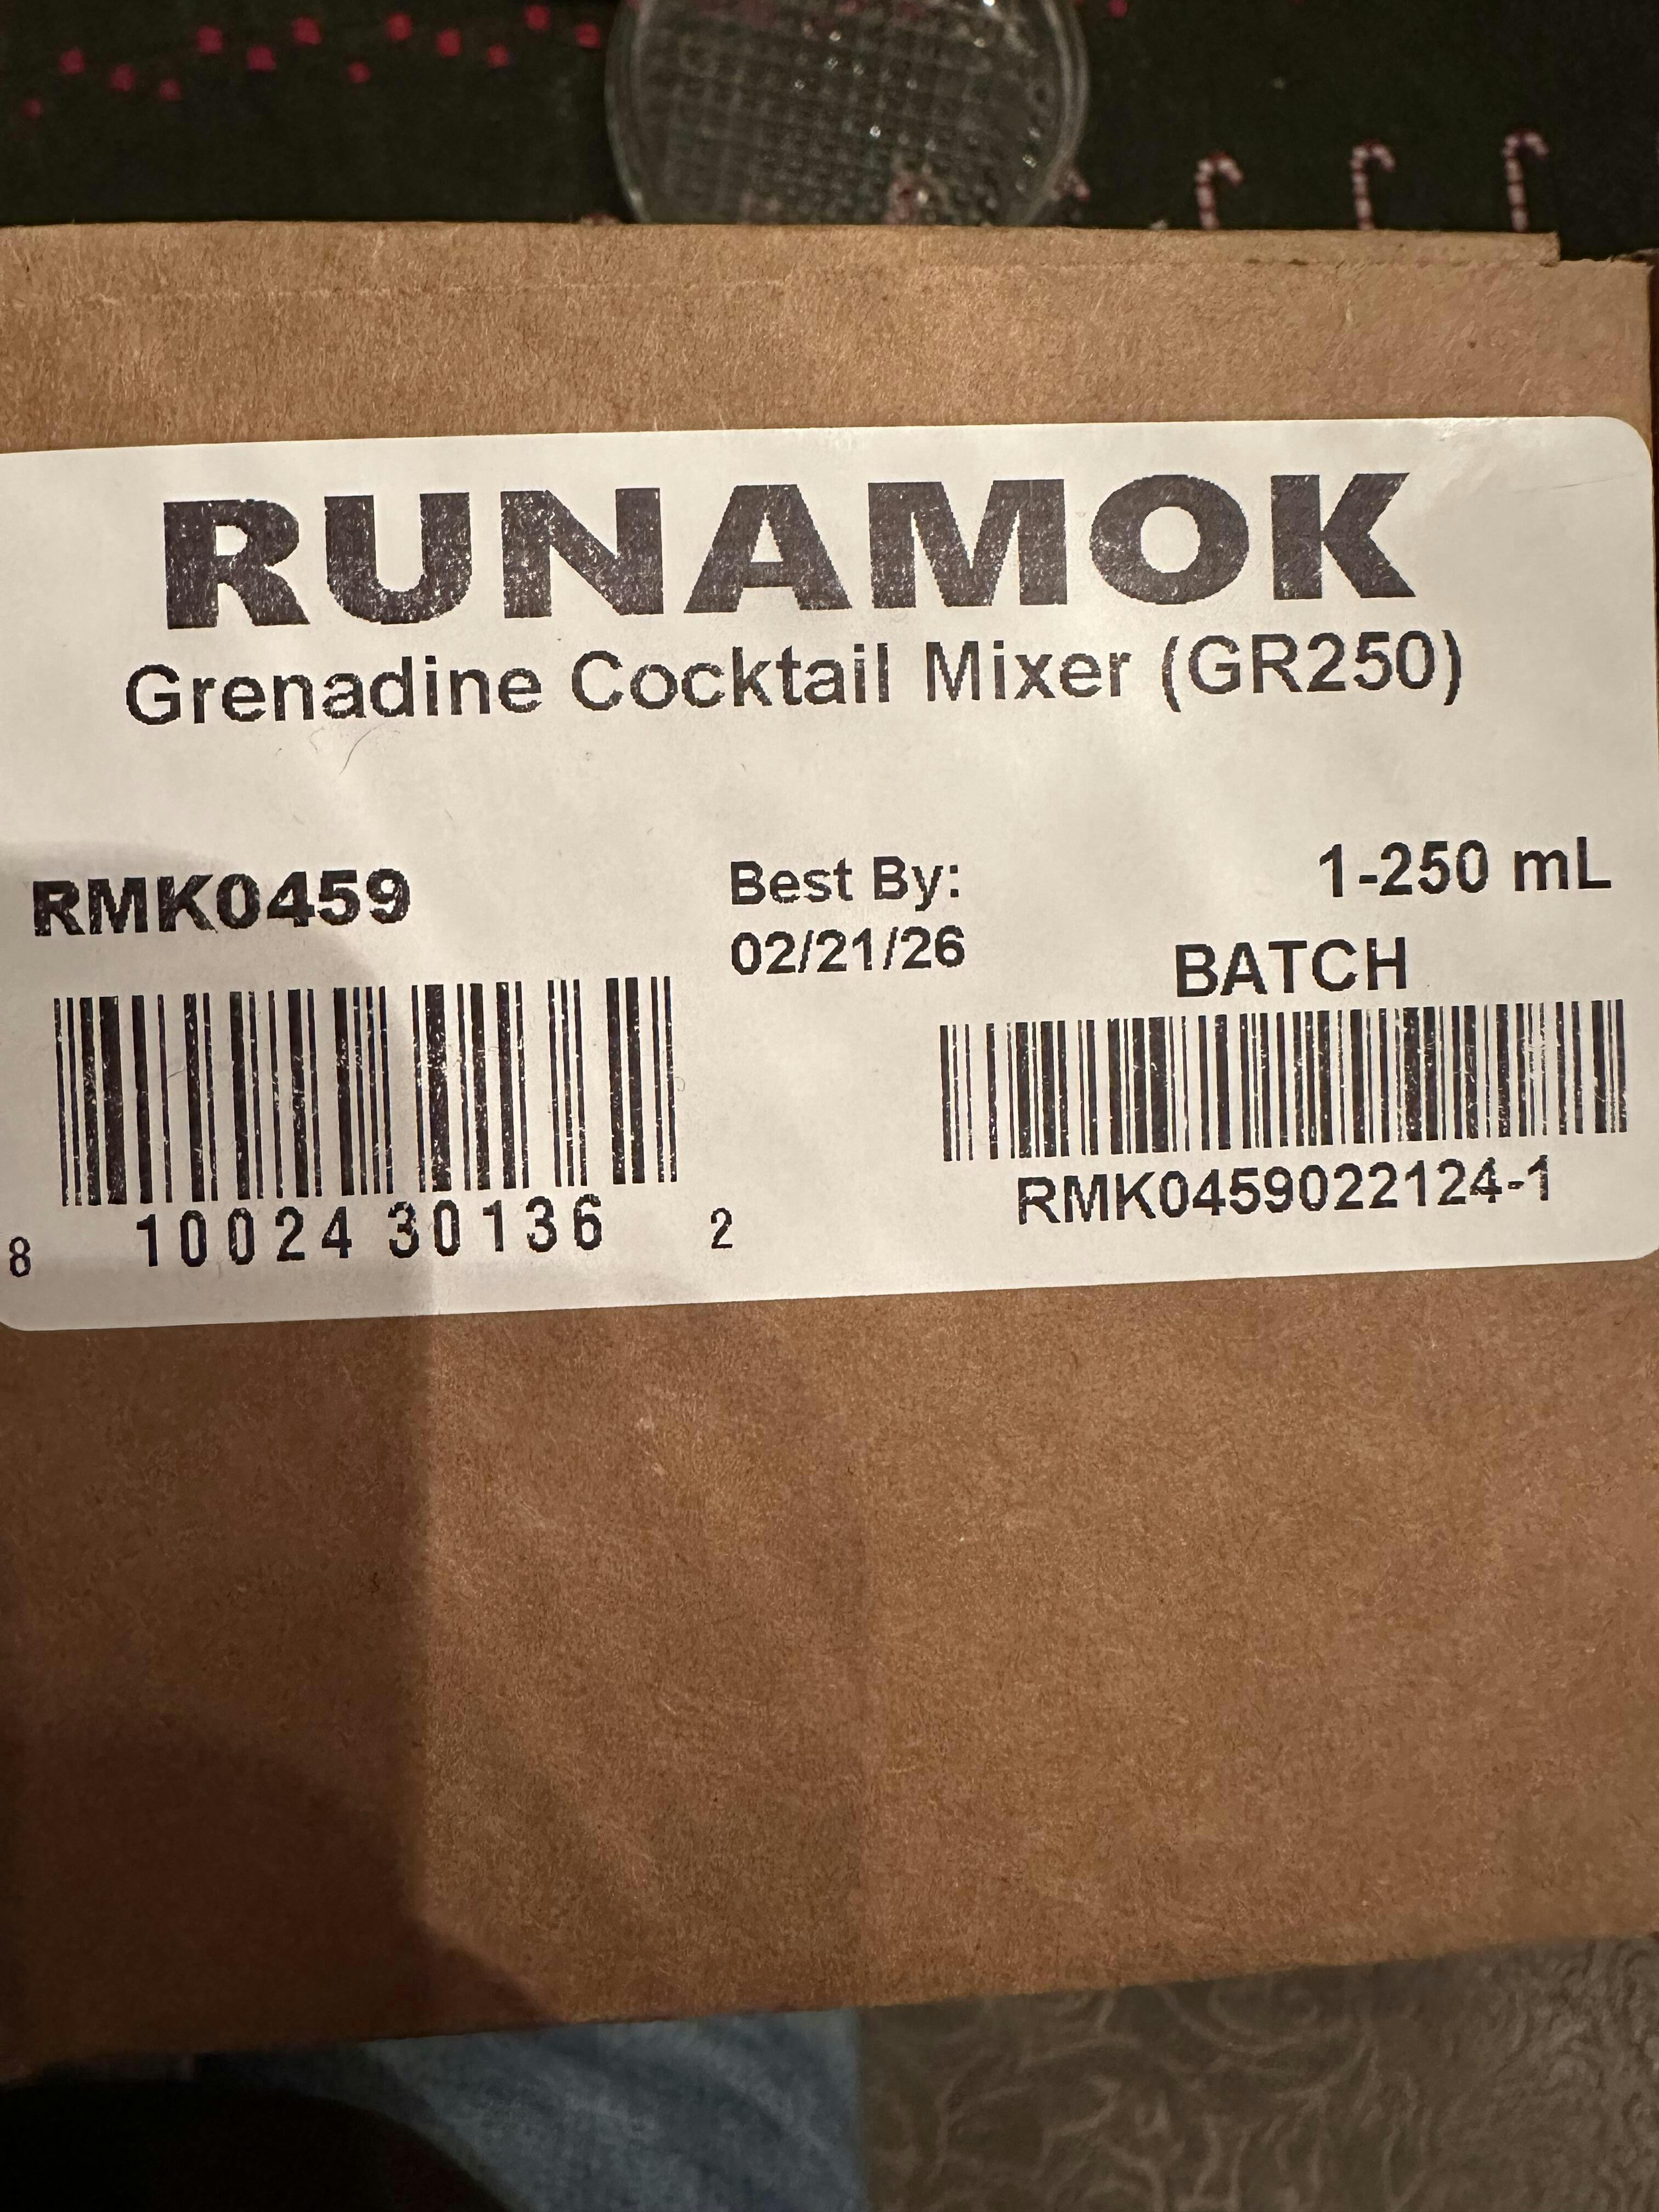 RUNAMOK
Grenadine Cocktail Mixer (GR250)
RMK0459
Best By:
02/21/26
1-250 mL
BATCH
RMK0459022124-1
8 10024 30136 2